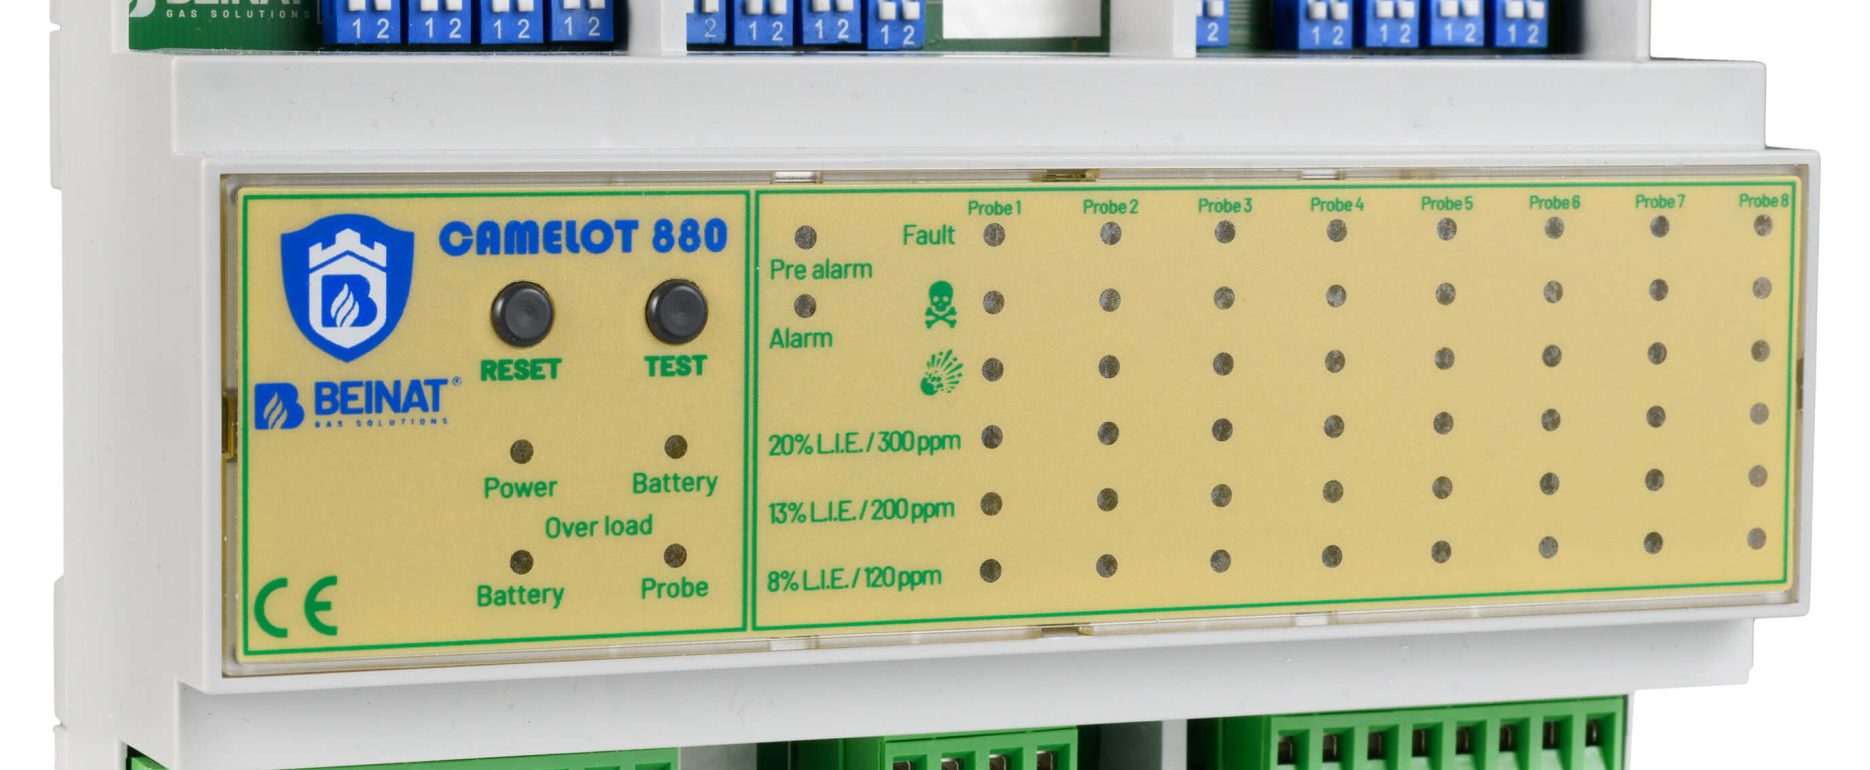 BEINAT
GAS SOLUTIONS
1 2 1 2 1 2 1 2 2 1 2 1 2 1 2 2 1 2 1 2 1 2 1 2
CAMELOT 880
RESET TEST
B BEINAT®
GAS SOLUTIONS
Power Battery
Over load
Battery Probe
CE
Probe 1 Probe 2 Probe 3 Probe 4 Probe 5 Probe 6 Probe 7 Probe 8
Fault
Pre alarm
Alarm
20% L.I.E. / 300 ppm
13% L.I.E. / 200 ppm
8% L.I.E. / 120 ppm